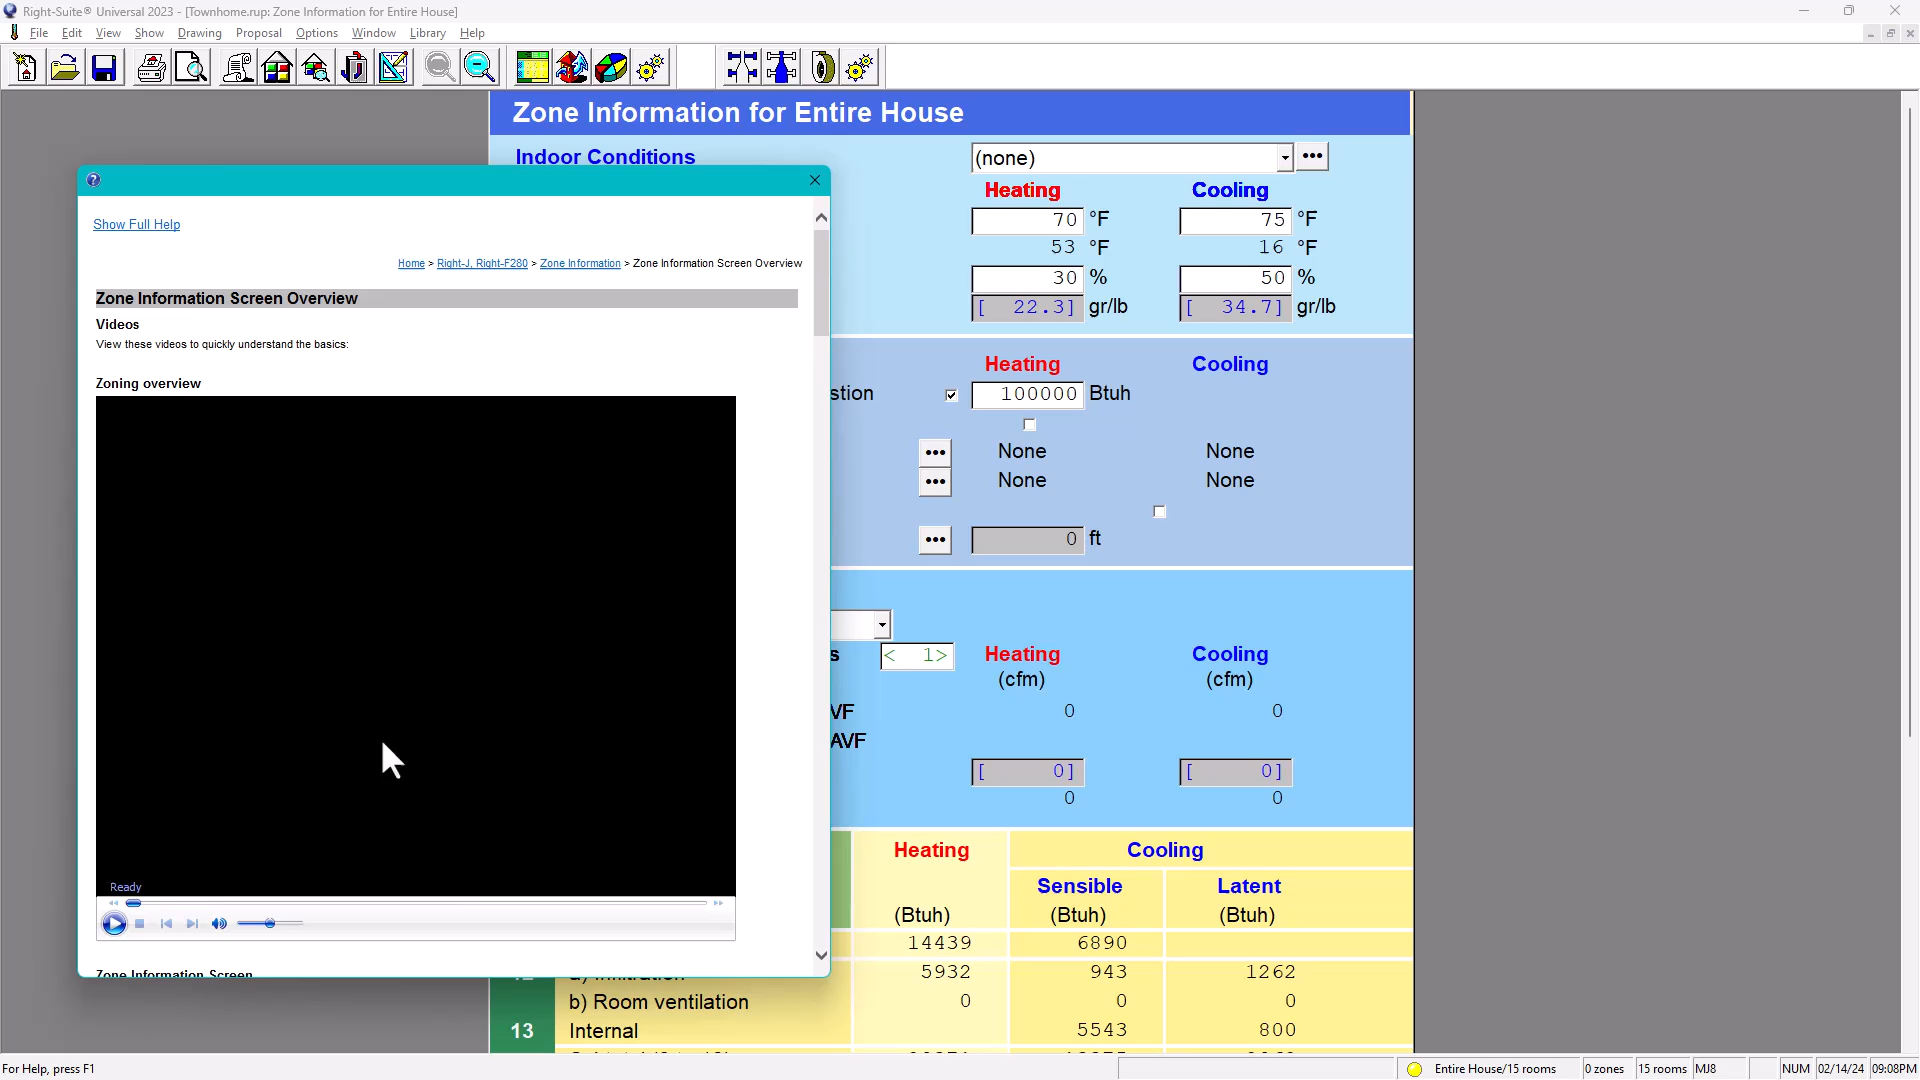 Right-Suite® Universal 2023 - [Townhome.rup: Zone Information for Entire House]
File Edit View Show Drawing Proposal Options Window Library Help
Zone Information for Entire House
Indoor Conditions
(none)
Heating Cooling
70 °F 75 °F
53 °F 16 °F
30 % 50 %
[ 22.3] gr/lb [ 34.7] gr/lb
Show Full Help
Home > Right-J, Right-F280 > Zone Information > Zone Information Screen Overview
Zone Information Screen Overview
Videos
View these videos to quickly understand the basics:
Zoning overview
Ready
Zone Information Screen
Heating Cooling
stion 100000 Btuh
None None
None None
0 ft
s < 1> Heating Cooling
(cfm) (cfm)
VF 0 0
AVF
[ 0] [ 0]
0 0
Heating Cooling
Sensible Latent
(Btuh) (Btuh) (Btuh)
14439 6890
5932 943 1262
b) Room ventilation 0 0 0
13 Internal 5543 800
For Help, press F1
Entire House/15 rooms 0 zones 15 rooms MJ8 NUM 02/14/24 09:08PM